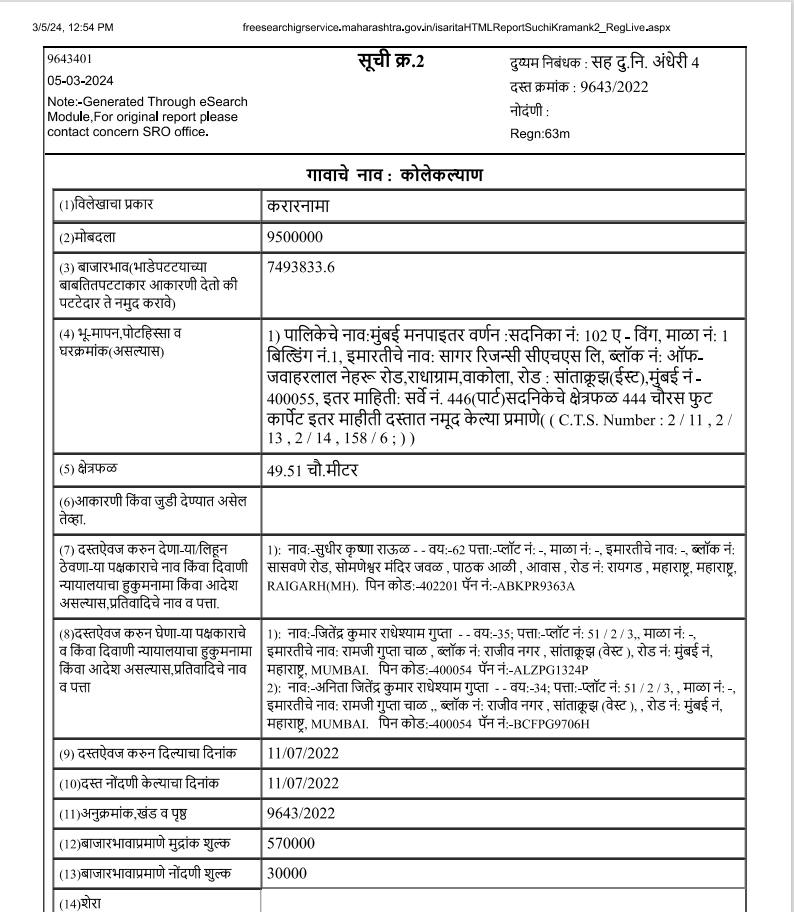 3/5/24, 12:54 PM
freesearchigrservice.maharashtra.gov.in/isaritaHTMLReportSuchiKramank2_RegLive.aspx
9643401
05-03-2024
Note:-Generated Through eSearch
Module,For original report please
contact concern SRO office.
सूची क्र.2
दुय्यम निबंधक : सह दु.नि. अंधेरी 4
दस्त क्रमांक : 9643/2022
नोदंणी :
Regn:63m
गावाचे नाव : कोलेकल्याण
(1)विलेखाचा प्रकार
करारनामा
(2)मोबदला
9500000
(3) बाजारभाव(भाडेपटटयाच्या
बाबतितपटटाकार आकारणी देतो की
पटटेदार ते नमुद करावे)
7493833.6
(4) भू-मापन,पोटहिस्सा व
घरक्रमांक(असल्यास)
1) पालिकेचे नाव:मुंबई मनपाइतर वर्णन :सदनिका नं: 102 ए - विंग, माळा नं: 1
बिल्डिंग नं.1, इमारतीचे नाव: सागर रिजन्सी सीएचएस लि, ब्लॉक नं: ऑफ-
जवाहरलाल नेहरू रोड,राधाग्राम,वाकोला, रोड : सांताक्रूझ(ईस्ट),मुंबई नं -
400055, इतर माहिती: सर्वे नं. 446(पार्ट)सदनिकेचे क्षेत्रफळ 444 चौरस फुट
कार्पेट इतर माहीती दस्तात नमूद केल्या प्रमाणे( ( C.T.S. Number : 2 / 11 , 2 /
13 , 2 / 14 , 158 / 6 ; ) )
(5) क्षेत्रफळ
49.51 चौ.मीटर
(6)आकारणी किंवा जुडी देण्यात असेल
तेव्हा.
(7) दस्तऐवज करुन देणा-या/लिहून
ठेवणा-या पक्षकाराचे नाव किंवा दिवाणी
न्यायालयाचा हुकुमनामा किंवा आदेश
असल्यास,प्रतिवादिचे नाव व पत्ता.
1): नाव:-सुधीर कृष्णा राऊळ - - वय:-62 पत्ता:-प्लॉट नं: -, माळा नं: -, इमारतीचे नाव: -, ब्लॉक नं:
सासवणे रोड, सोमणेश्वर मंदिर जवळ , पाठक आळी , आवास , रोड नं: रायगड , महाराष्ट्र, महाराष्ट्र,
RAIGARH(MH). पिन कोड:-402201 पॅन नं:-ABKPR9363A
(8)दस्तऐवज करुन घेणा-या पक्षकाराचे
व किंवा दिवाणी न्यायालयाचा हुकुमनामा
किंवा आदेश असल्यास,प्रतिवादिचे नाव
व पत्ता
1): नाव:-जितेंद्र कुमार राधेश्याम गुप्ता - - वय:-35; पत्ता:-प्लॉट नं: 51 / 2 / 3,, माळा नं: -,
इमारतीचे नाव: रामजी गुप्ता चाळ , ब्लॉक नं: राजीव नगर , सांताक्रूझ (वेस्ट ), रोड नं: मुंबई नं,
महाराष्ट्र, MUMBAI. पिन कोड:-400054 पॅन नं:-ALZPG1324P
2): नाव:-अनिता जितेंद्र कुमार राधेश्याम गुप्ता - - वय:-34; पत्ता:-प्लॉट नं: 51 / 2 / 3, , माळा नं: -,
इमारतीचे नाव: रामजी गुप्ता चाळ ,, ब्लॉक नं: राजीव नगर , सांताक्रूझ (वेस्ट ), , रोड नं: मुंबई नं,
महाराष्ट्र, MUMBAI. पिन कोड:-400054 पॅन नं:-BCFPG9706H
(9) दस्तऐवज करुन दिल्याचा दिनांक
11/07/2022
(10)दस्त नोंदणी केल्याचा दिनांक
11/07/2022
(11)अनुक्रमांक,खंड व पृष्ठ
9643/2022
(12)बाजारभावाप्रमाणे मुद्रांक शुल्क
570000
(13)बाजारभावाप्रमाणे नोंदणी शुल्क
30000
(14)शेरा